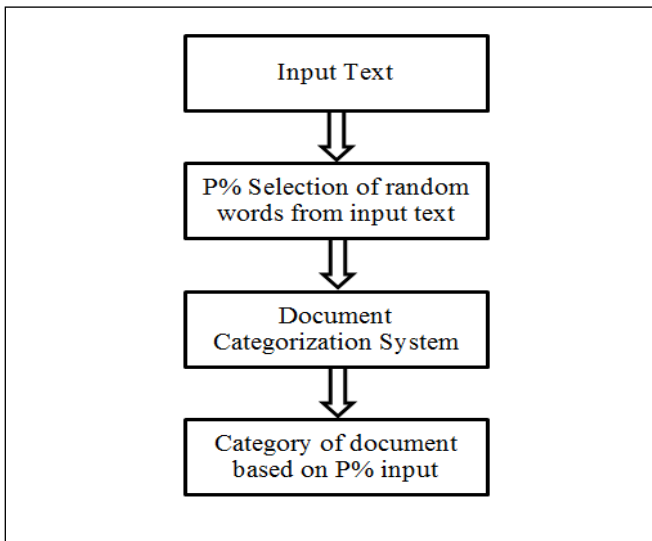 Input Text
P% Selection of random
words from input text
Document
Categorization System
Category of document
based on P% input